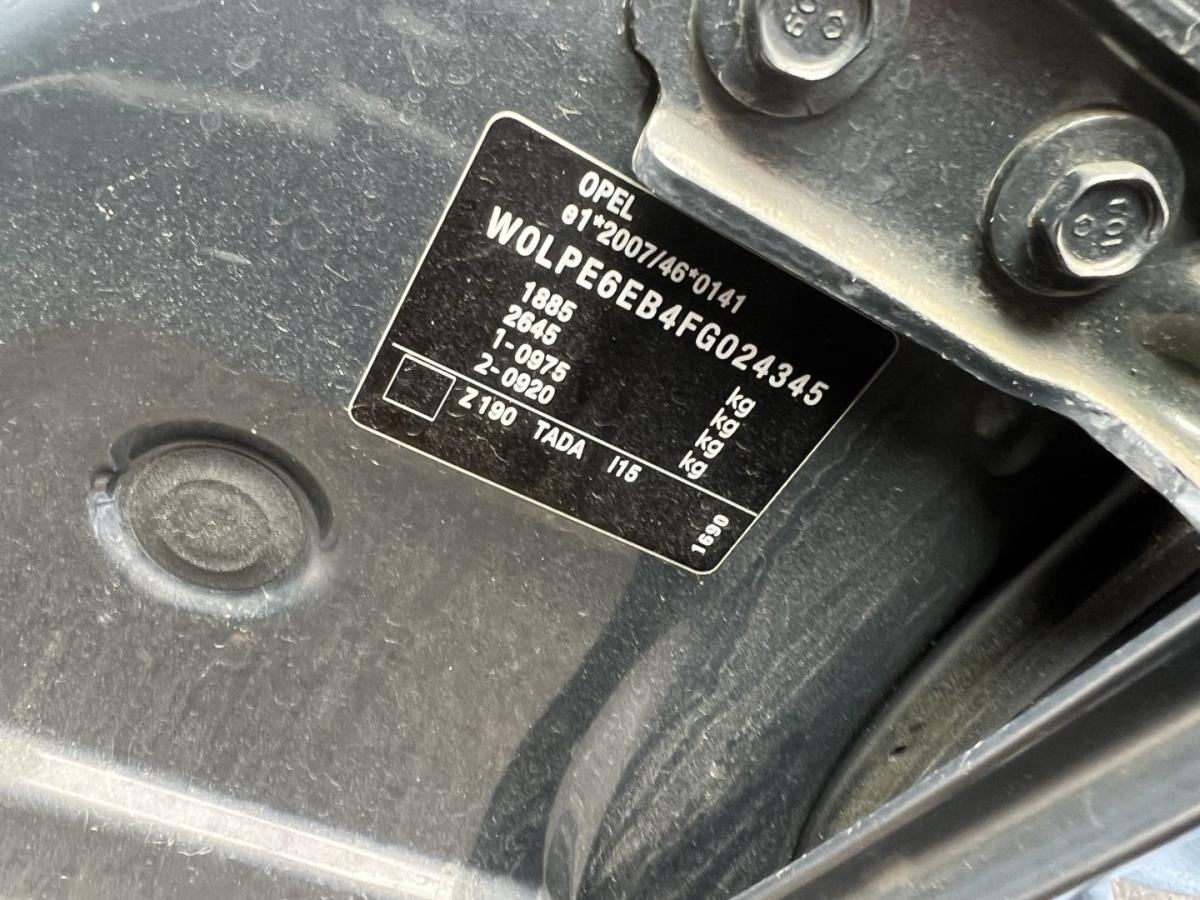 OPEL
e1*2007/46*0141
W0LPE6EB4FG024345
1885 kg
2645 kg
1-0975 kg
2-0920 kg
Z190 TADA I15
1690